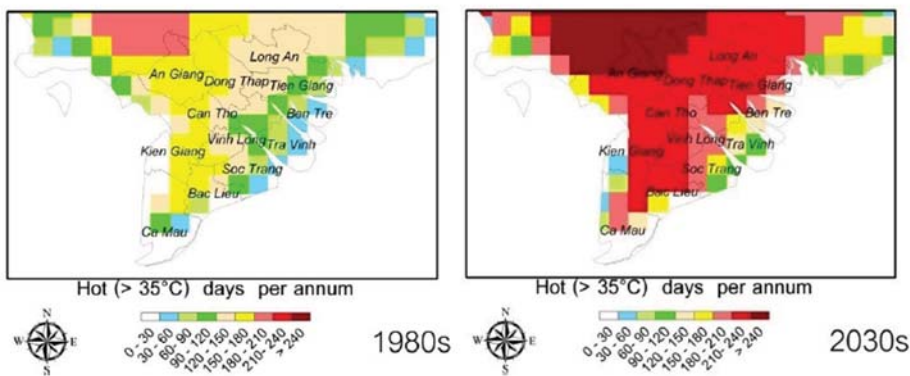 Long An
An Giang
Dong Thap Tien Giang
Can Tho
Ben Tre
Vinh Long Tra Vinh
Kien Giang
Soc Trang
Bac Lieu
Ca Mau
Hot (> 35°C) days per annum
N
W E
S
0 - 30
30 - 60
60- 90
90 - 120
120 - 150
150 - 180
180 - 210
210- 240
> 240
1980s
Long An
An Giang
Dong Thap Tien Giang
Can Tho
Ben Tre
Vinh Long Tra Vinh
Kien Giang
Soc Trang
Bac Lieu
Ca Mau
Hot (> 35°C) days per annum
N
W E
S
0 - 30
30 - 60
60- 90
90 - 120
120 - 150
150 - 180
180 - 210
210- 240
> 240
2030s